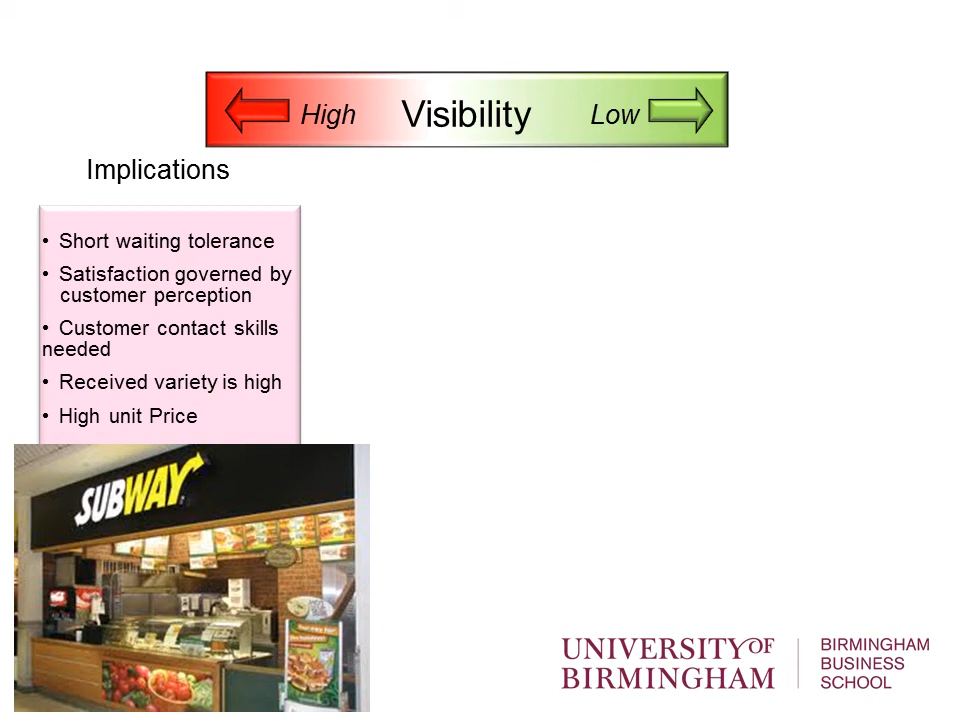 High Visibility Low
Implications
• Short waiting tolerance
• Satisfaction governed by
customer perception
• Customer contact skills
needed
• Received variety is high
• High unit Price
SUBWAY
UNIVERSITY OF
BIRMINGHAM
BIRMINGHAM
BUSINESS
SCHOOL